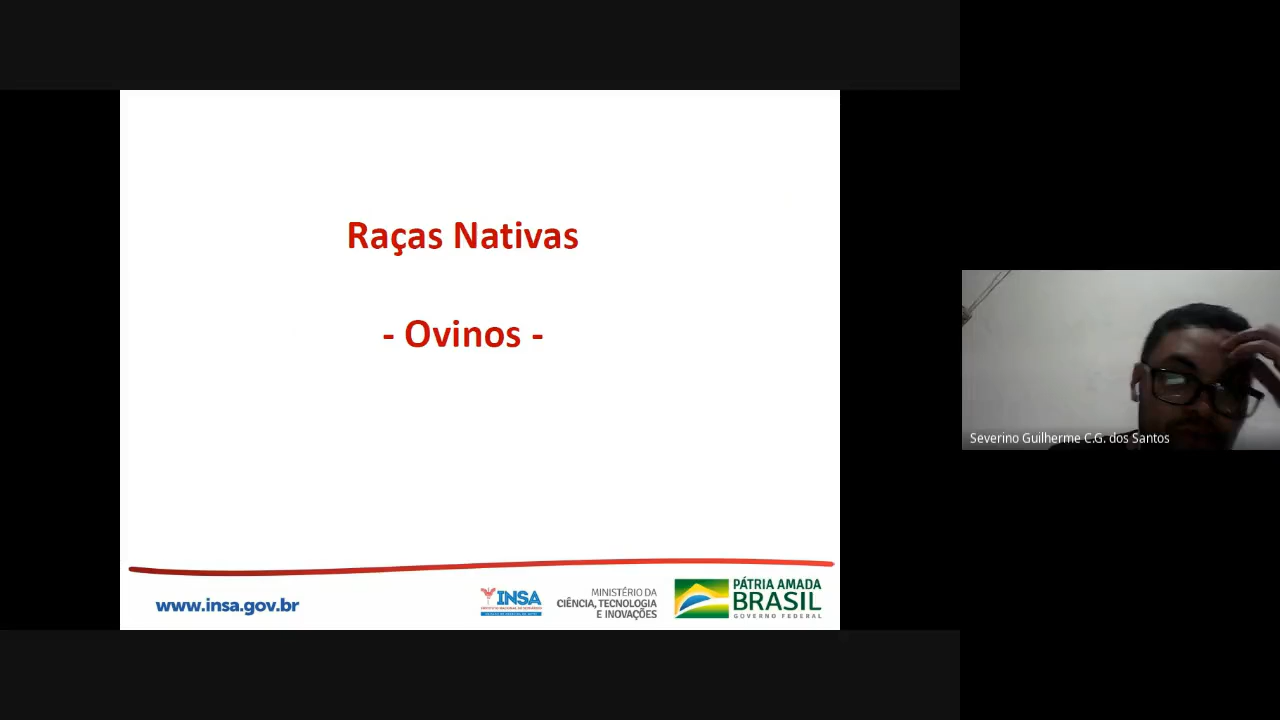 Raças Nativas
- Ovinos -
Severino Guilherme C.G. dos Santos
www.insa.gov.br
INSA
MINISTÉRIO DA
CIÊNCIA, TECNOLOGIA
E INOVAÇÕES
PÁTRIA AMADA
BRASIL
GOVERNO FEDERAL